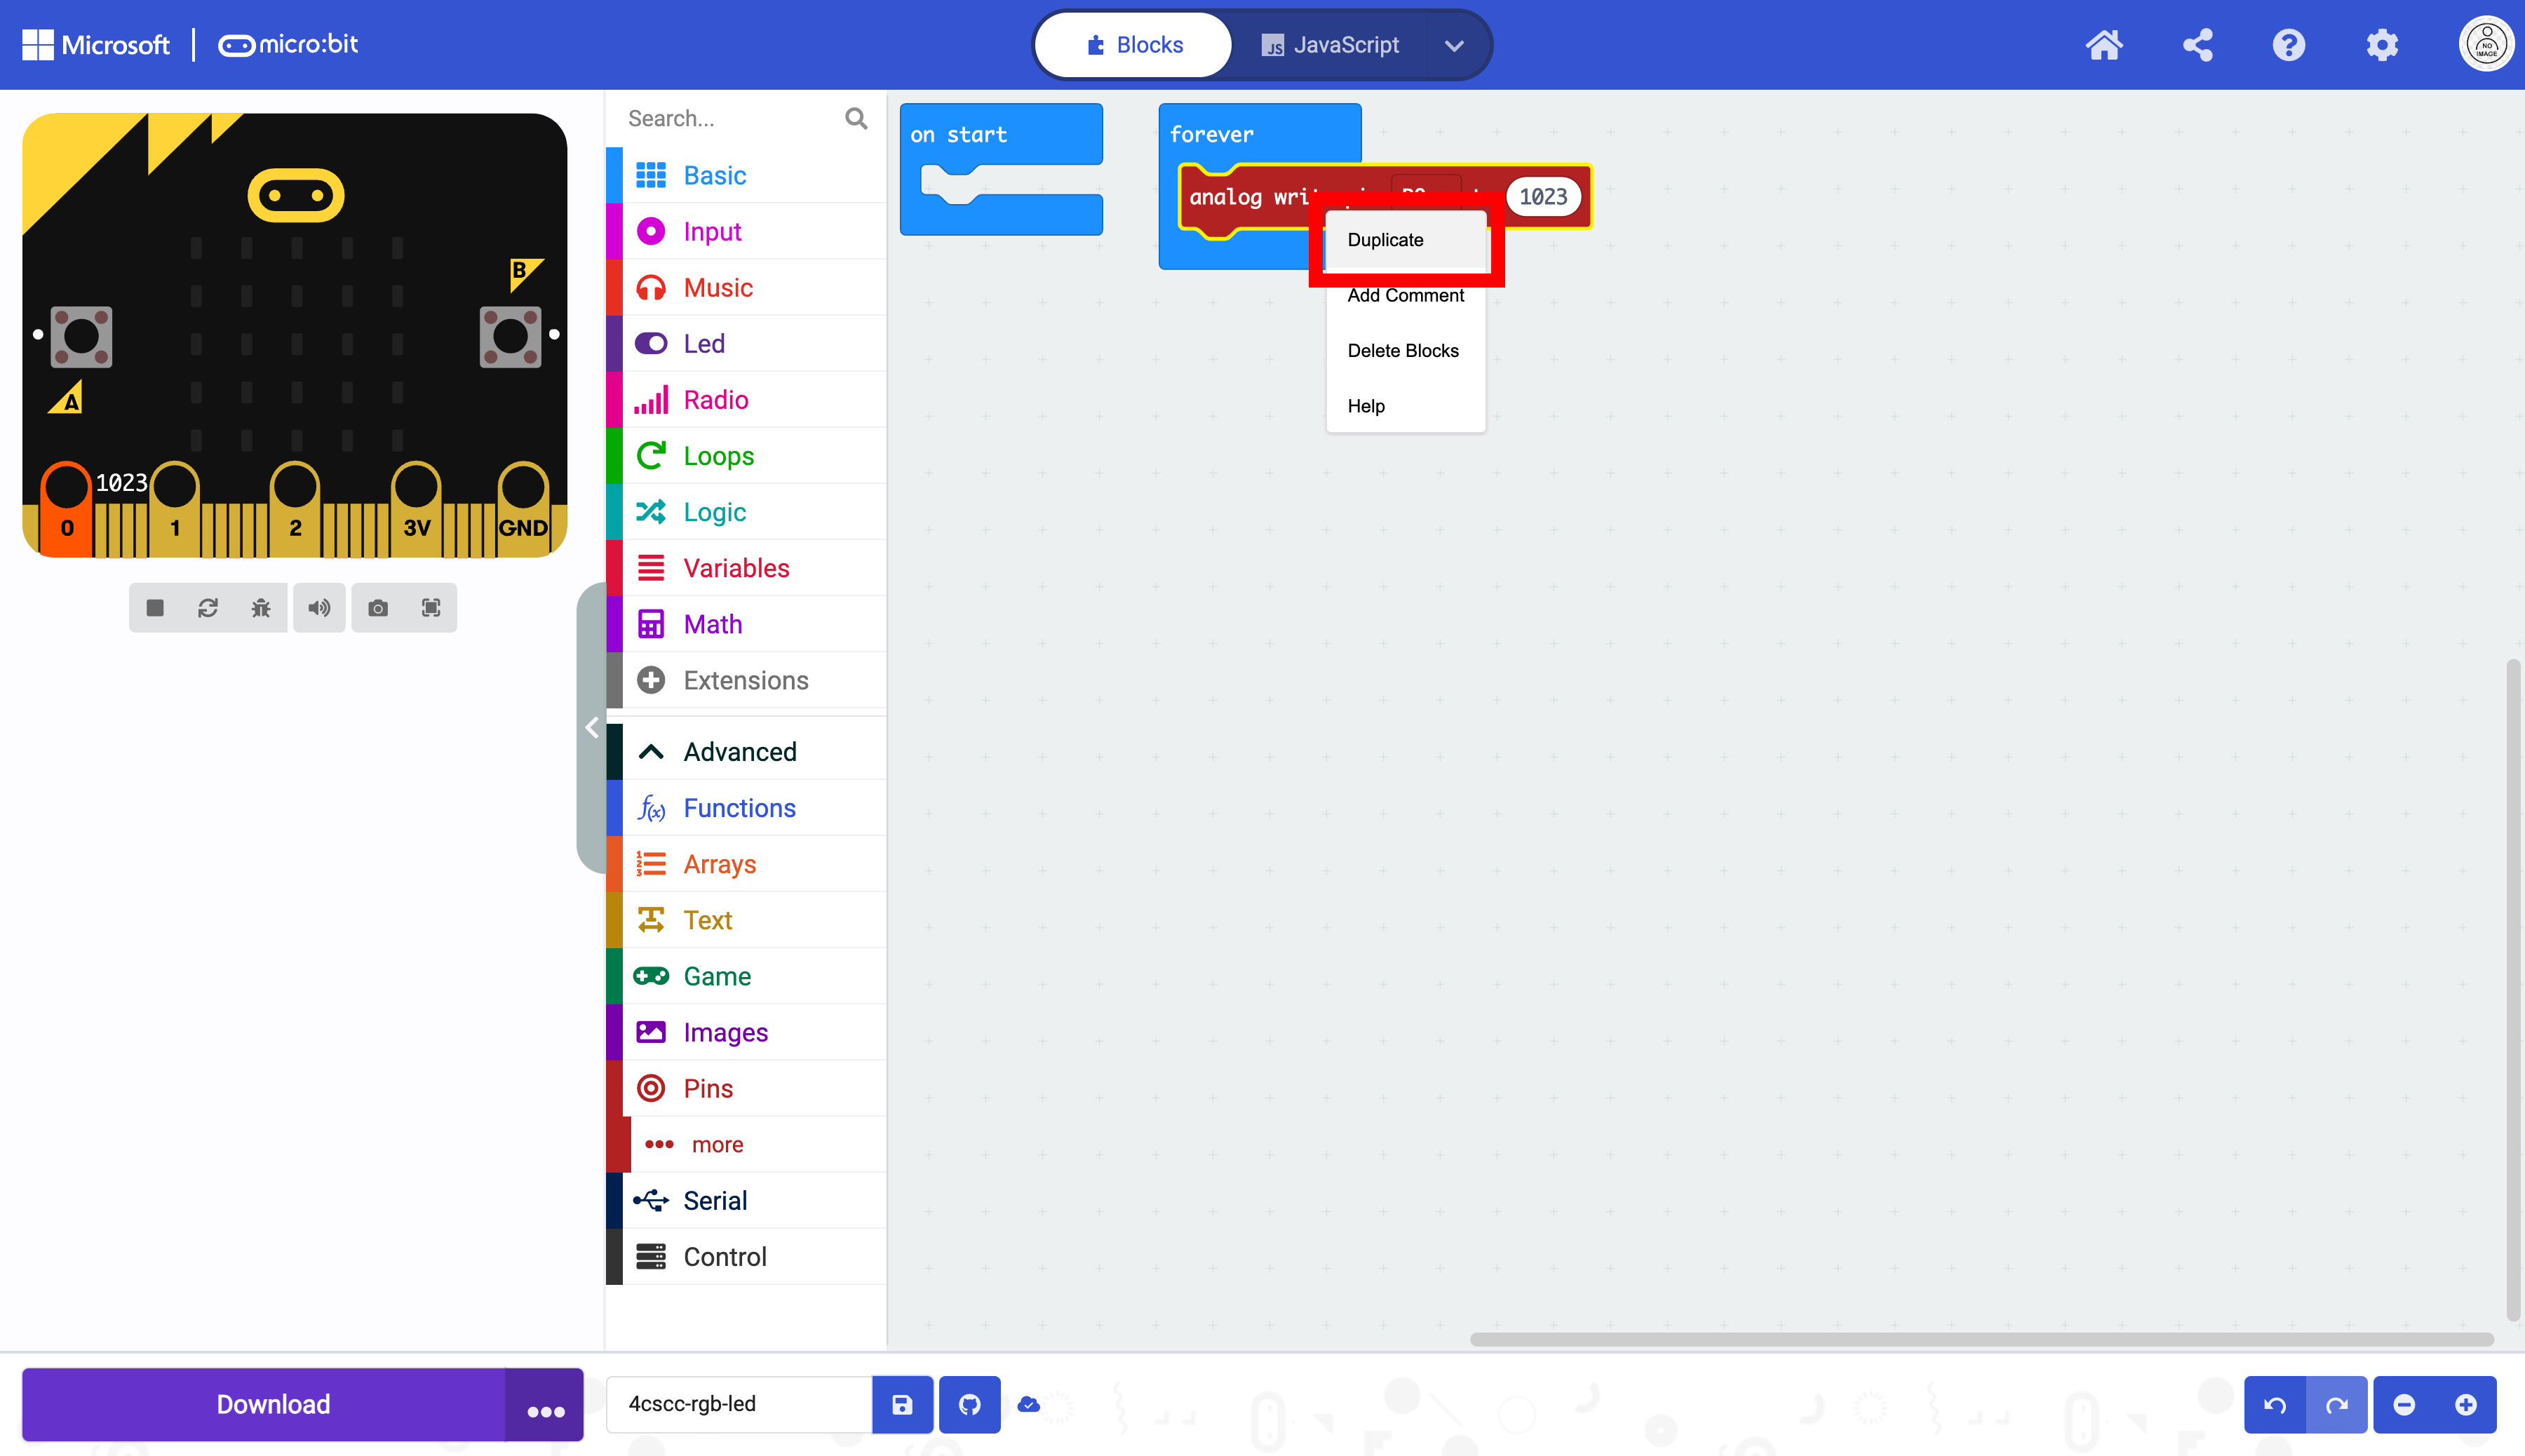 Microsoft micro:bit
Blocks JavaScript
NO
IMAGE
B
A
1023
0 1 2 3V GND
Search...
Basic
Input
Music
Led
Radio
Loops
Logic
Variables
Math
Extensions
Advanced
Functions
Arrays
Text
Game
Images
Pins
more
Serial
Control
on start
forever
analog 1023
Duplicate
Add Comment
Delete Blocks
Help
Download
4cscc-rgb-led